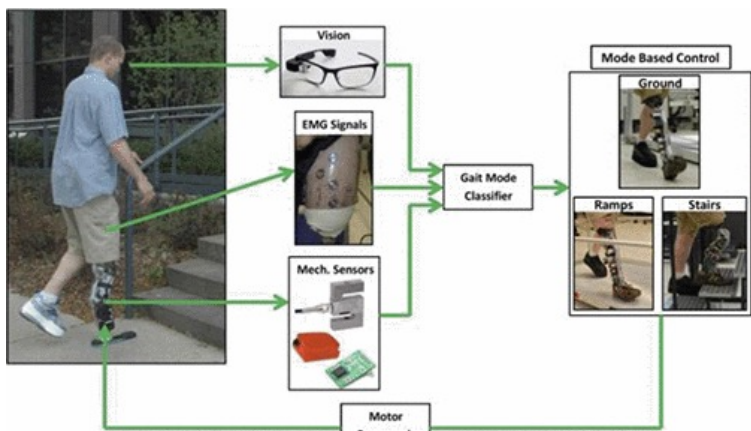 Vision
EMG Signals
Mech. Sensors
Gait Mode
Classifier
Mode Based Control
Ground
Ramps
Stairs
Motor